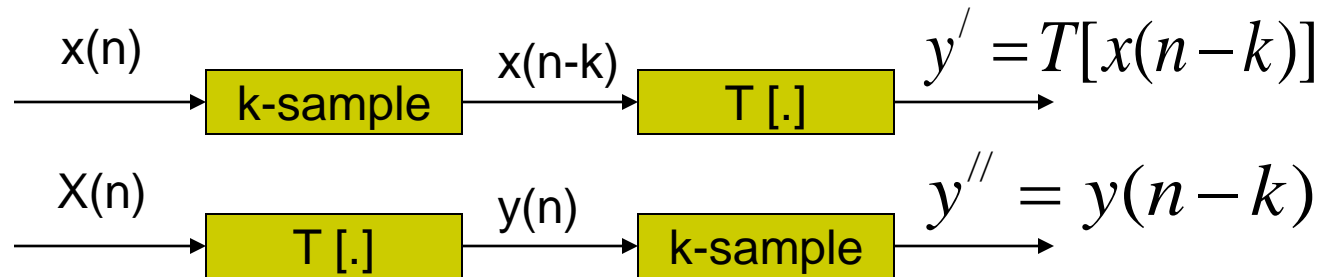 x(n) k-sample x(n-k) T [.] y′ = T[x(n−k)]
X(n) T [.] y(n) k-sample y′′ = y(n−k)